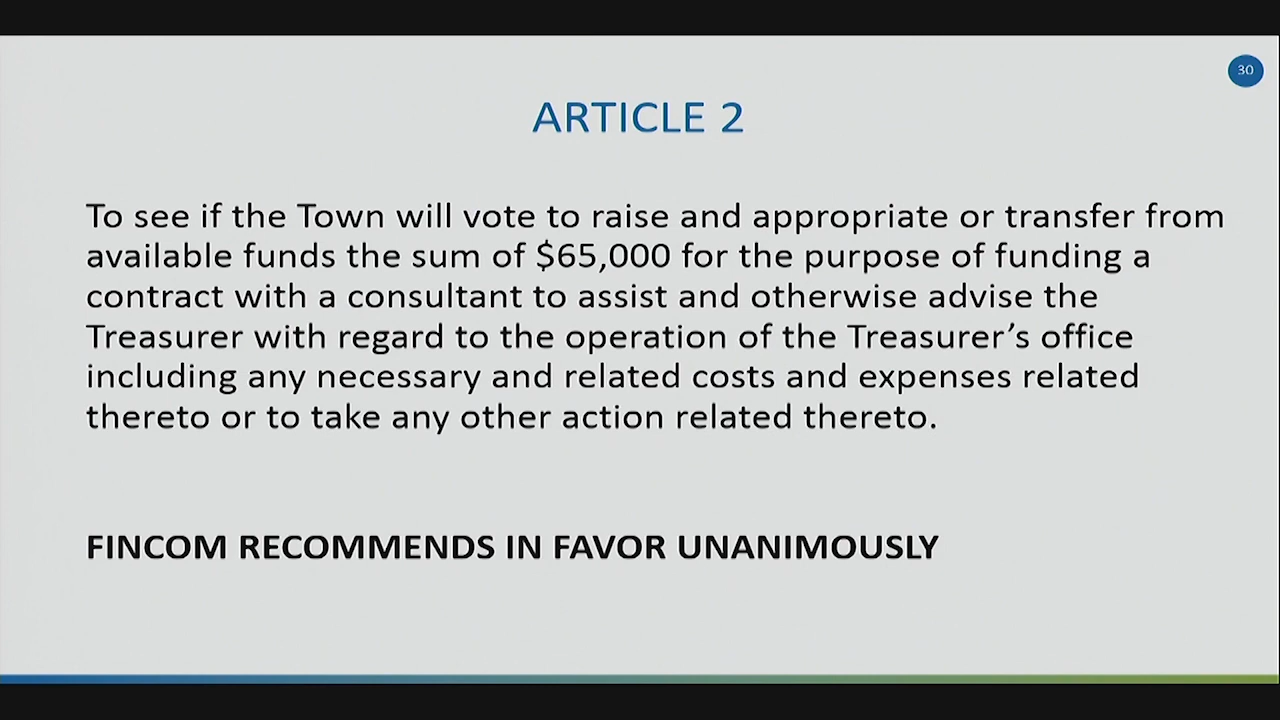 30
ARTICLE 2
To see if the Town will vote to raise and appropriate or transfer from
available funds the sum of $65,000 for the purpose of funding a
contract with a consultant to assist and otherwise advise the
Treasurer with regard to the operation of the Treasurer’s office
including any necessary and related costs and expenses related
thereto or to take any other action related thereto.
FINCOM RECOMMENDS IN FAVOR UNANIMOUSLY